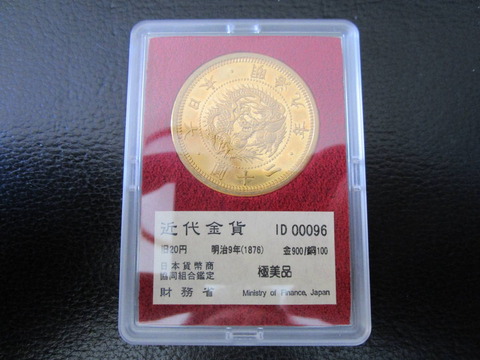 大日本 明治九年 二十圓
近代金貨 ID 00096
旧20円 明治9年(1876) 金900/銅100
日本貨幣商
協同組合鑑定 極美品
財務省 Ministry of Finance, Japan